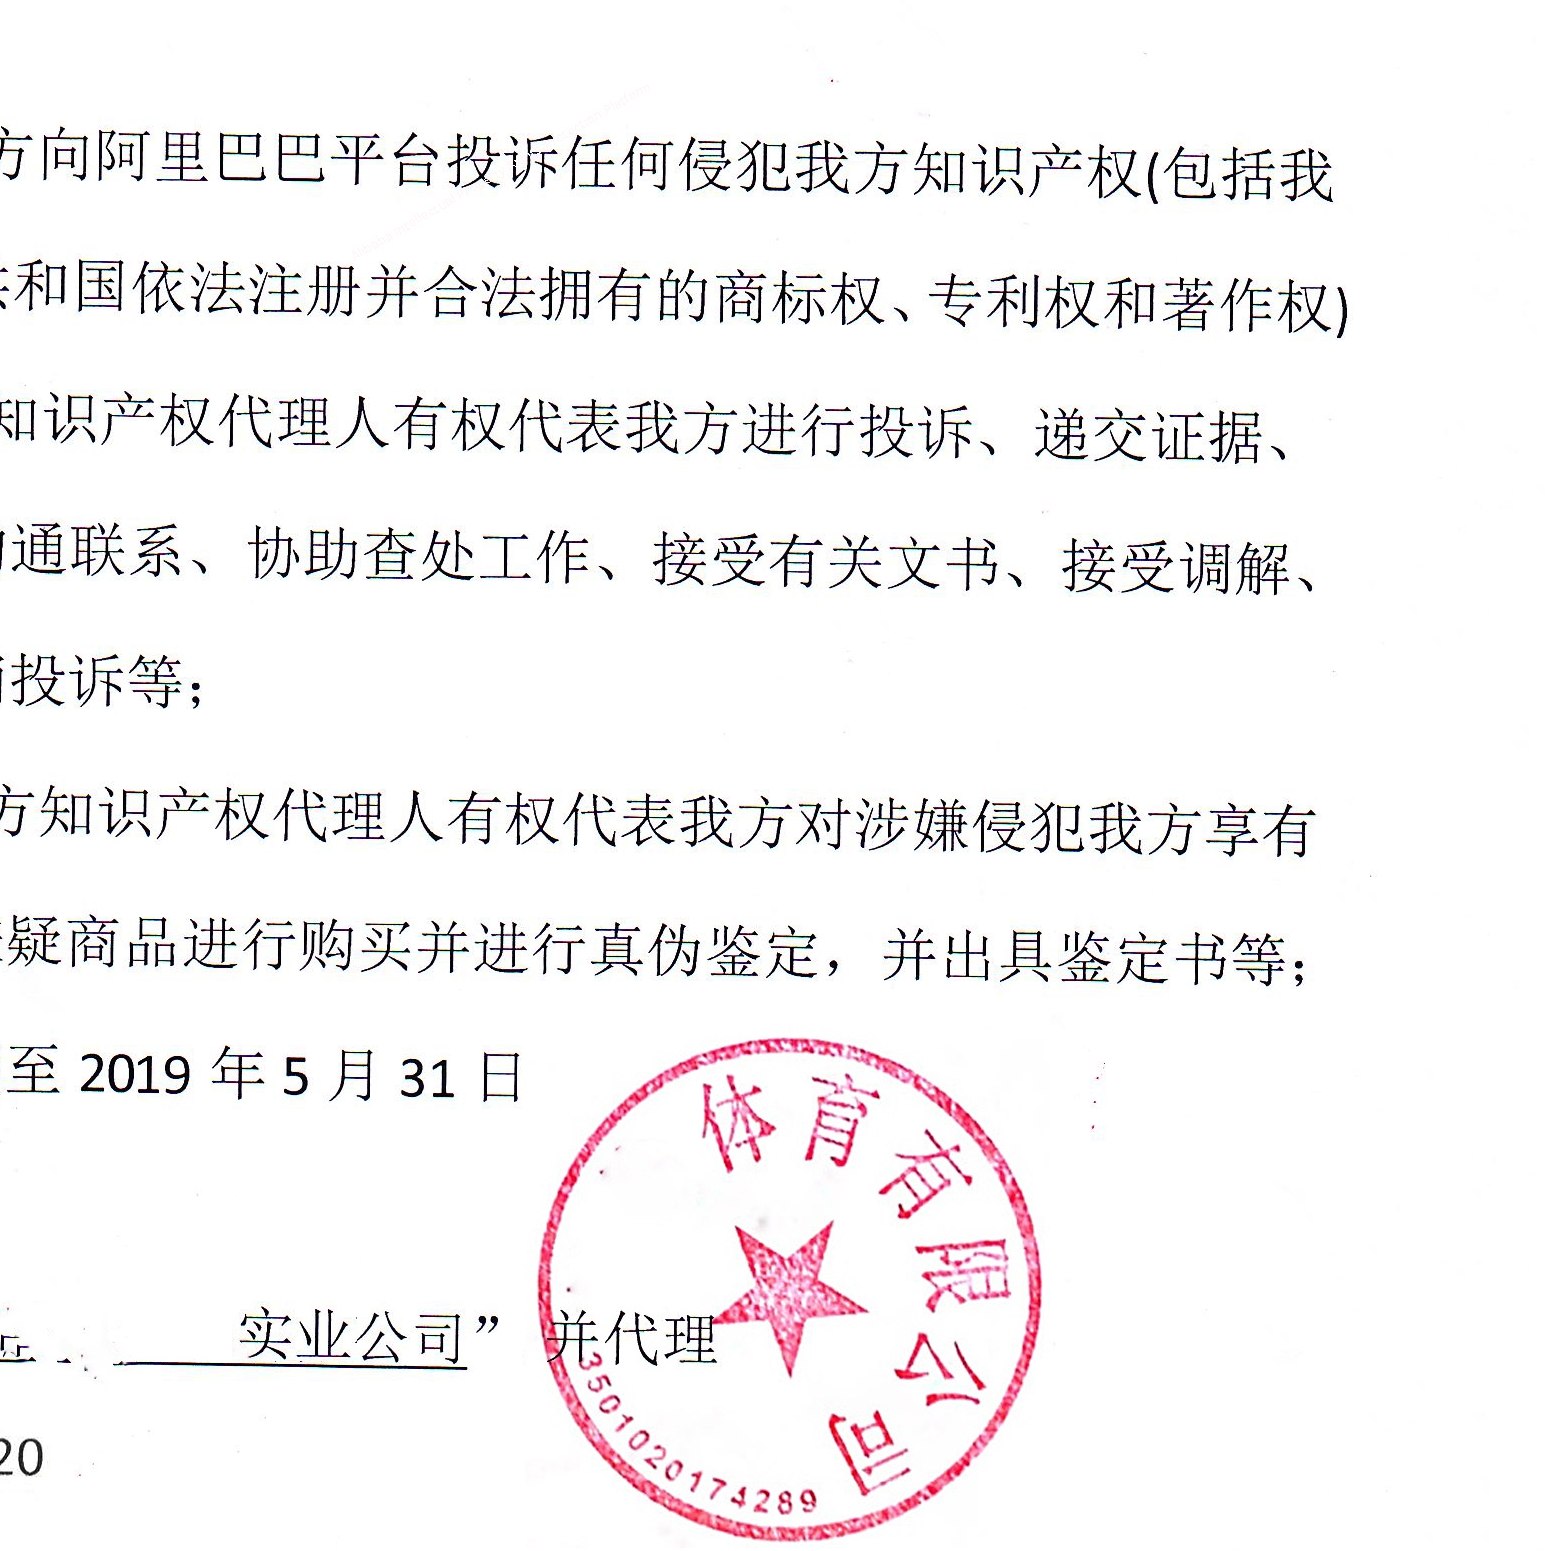 方向阿里巴巴平台投诉任何侵犯我方知识产权(包括我
和国依法注册并合法拥有的商标权、专利权和著作权)
知识产权代理人有权代表我方进行投诉、递交证据、
通联系、协助查处工作、接受有关文书、接受调解、
投诉等;
方知识产权代理人有权代表我方对涉嫌侵犯我方享有
疑商品进行购买并进行真伪鉴定，并出具鉴定书等;
至 2019 年 5 月 31 日
体育有限公司
实业公司” 并代理
3501020174289
20